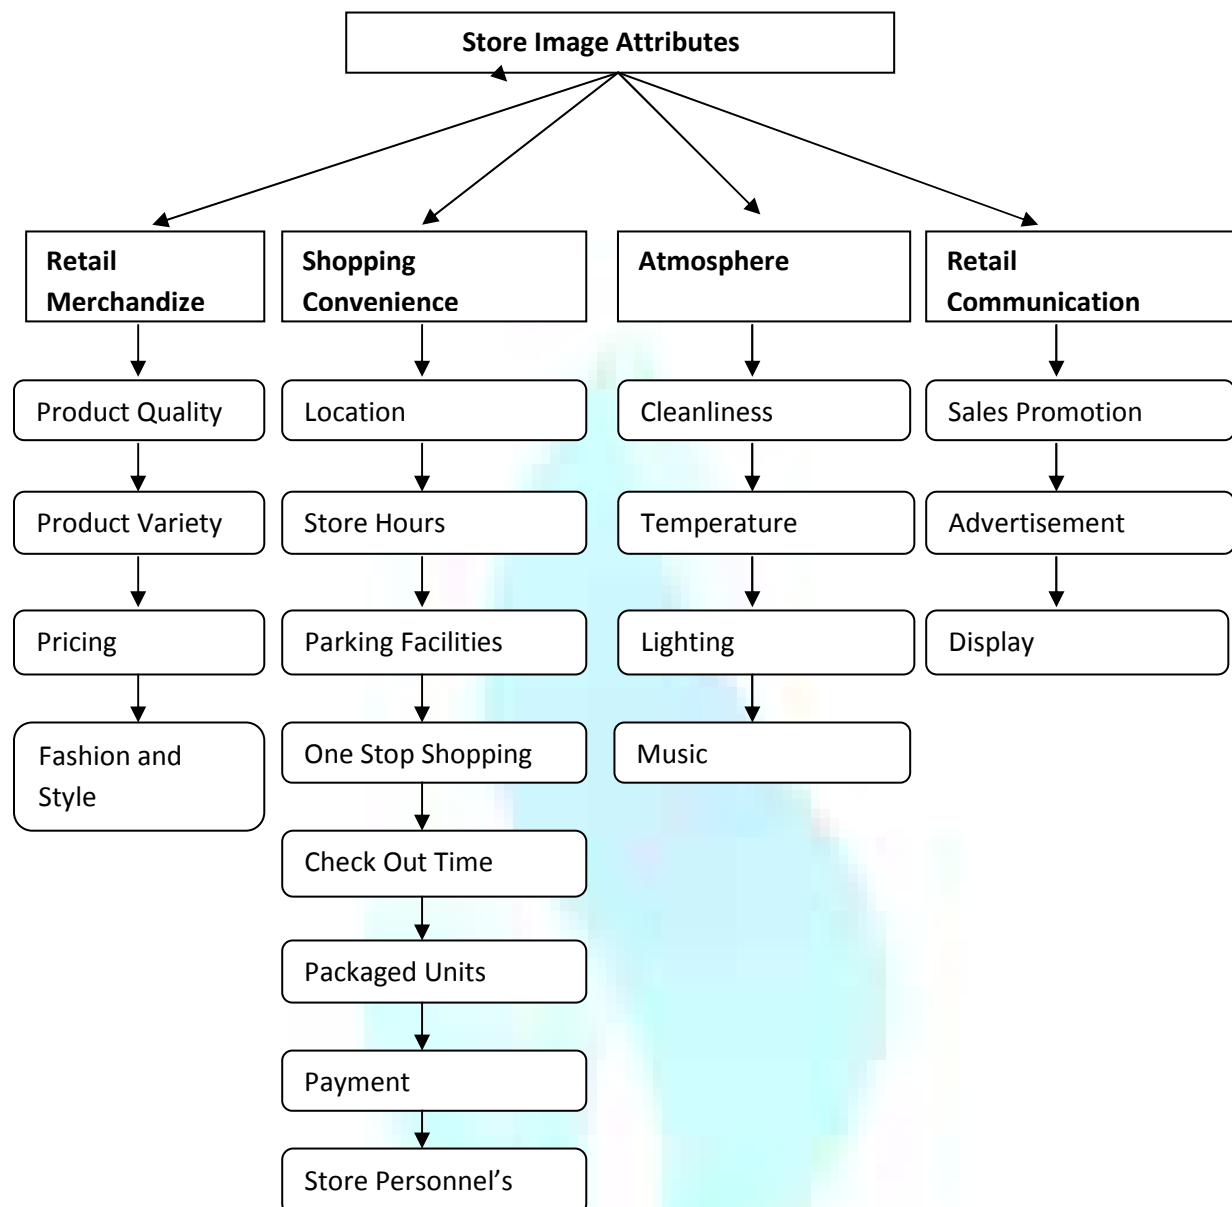 Store Image Attributes
Retail
Merchandize
Shopping
Convenience
Atmosphere
Retail
Communication
Product Quality
Location
Cleanliness
Sales Promotion
Product Variety
Store Hours
Temperature
Advertisement
Pricing
Parking Facilities
Lighting
Display
Fashion and
Style
One Stop Shopping
Music
Check Out Time
Packaged Units
Payment
Store Personnel’s